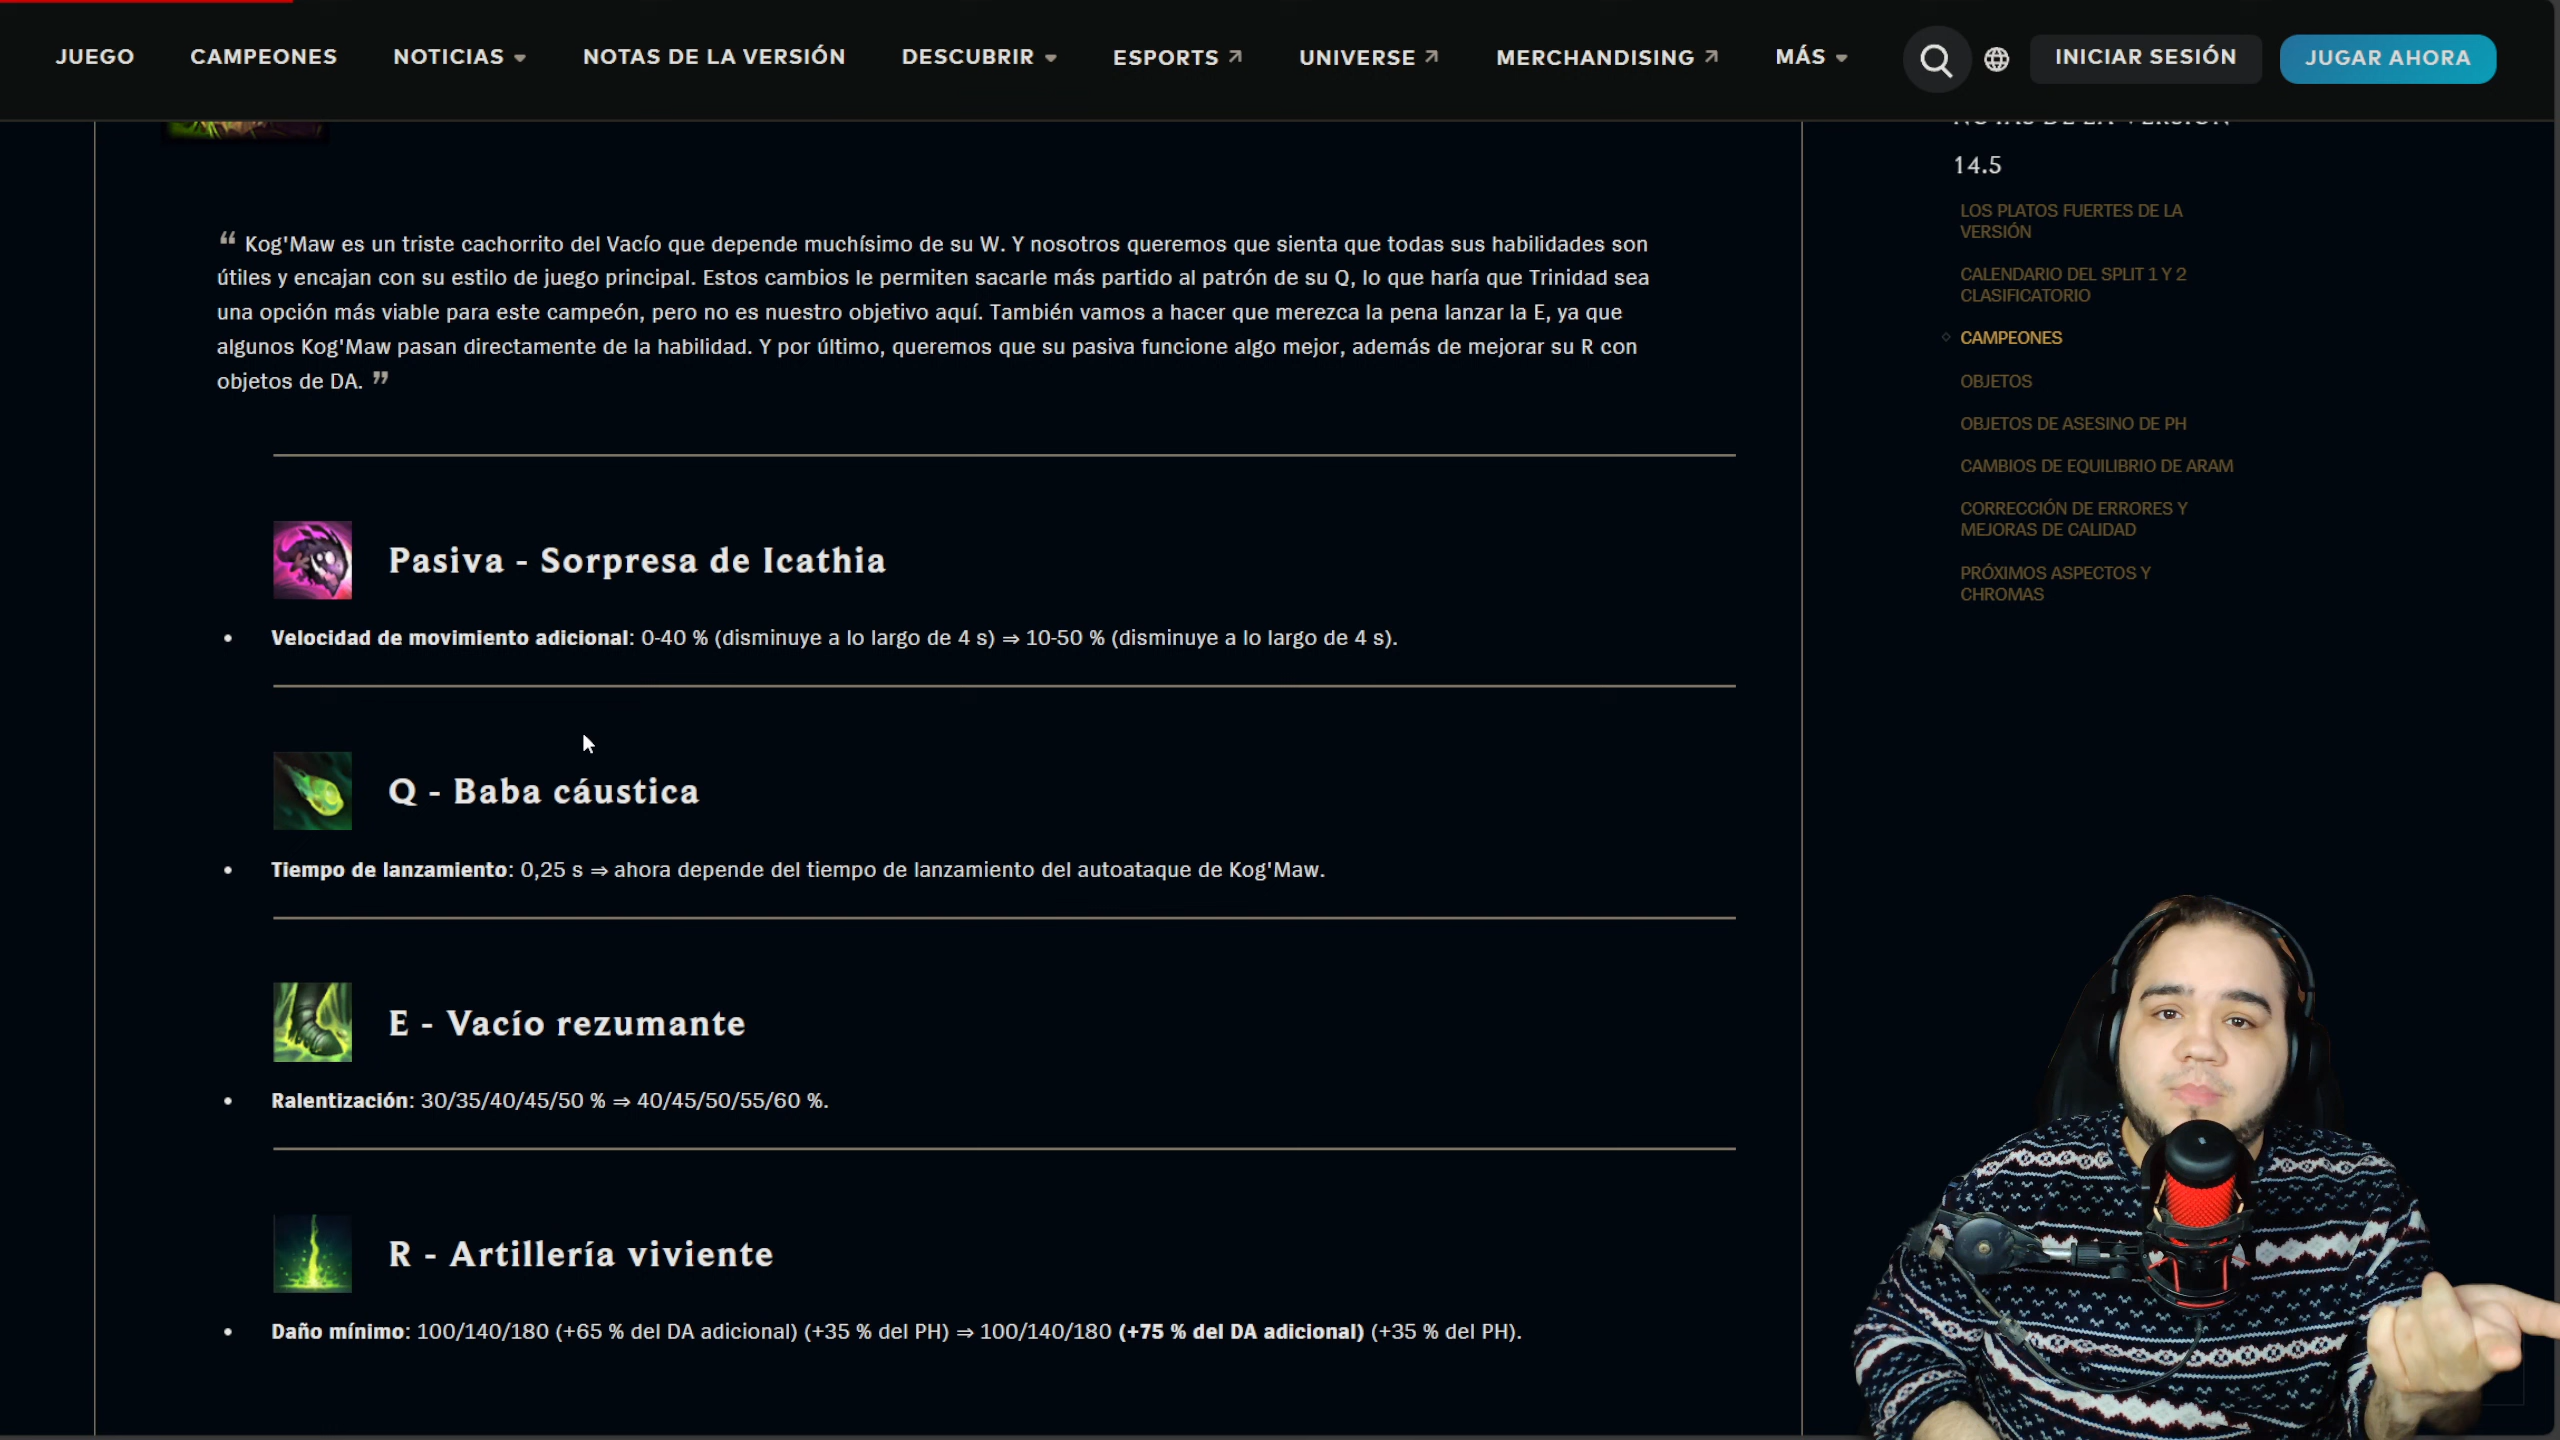 JUEGO CAMPEONES NOTICIAS NOTAS DE LA VERSIÓN DESCUBRIR ESPORTS UNIVERSE MERCHANDISING MÁS INICIAR SESIÓN JUGAR AHORA
NOTAS DE LA VERSIÓN
14.5
LOS PLATOS FUERTES DE LA
VERSIÓN
CALENDARIO DEL SPLIT 1 Y 2
CLASIFICATORIO
CAMPEONES
OBJETOS
OBJETOS DE ASESINO DE PH
CAMBIOS DE EQUILIBRIO DE ARAM
CORRECCIÓN DE ERRORES Y
MEJORAS DE CALIDAD
PRÓXIMOS ASPECTOS Y
CHROMAS
“ Kog'Maw es un triste cachorrito del Vacío que depende muchísimo de su W. Y nosotros queremos que sienta que todas sus habilidades son
útiles y encajan con su estilo de juego principal. Estos cambios le permiten sacarle más partido al patrón de su Q, lo que haría que Trinidad sea
una opción más viable para este campeón, pero no es nuestro objetivo aquí. También vamos a hacer que merezca la pena lanzar la E, ya que
algunos Kog'Maw pasan directamente de la habilidad. Y por último, queremos que su pasiva funcione algo mejor, además de mejorar su R con
objetos de DA. ”
Pasiva - Sorpresa de Icathia
• Velocidad de movimiento adicional: 0-40 % (disminuye a lo largo de 4 s) ⇒ 10-50 % (disminuye a lo largo de 4 s).
Q - Baba cáustica
• Tiempo de lanzamiento: 0,25 s ⇒ ahora depende del tiempo de lanzamiento del autoataque de Kog'Maw.
E - Vacío rezumante
• Ralentización: 30/35/40/45/50 % ⇒ 40/45/50/55/60 %.
R - Artillería viviente
• Daño mínimo: 100/140/180 (+65 % del DA adicional) (+35 % del PH) ⇒ 100/140/180 (+75 % del DA adicional) (+35 % del PH).